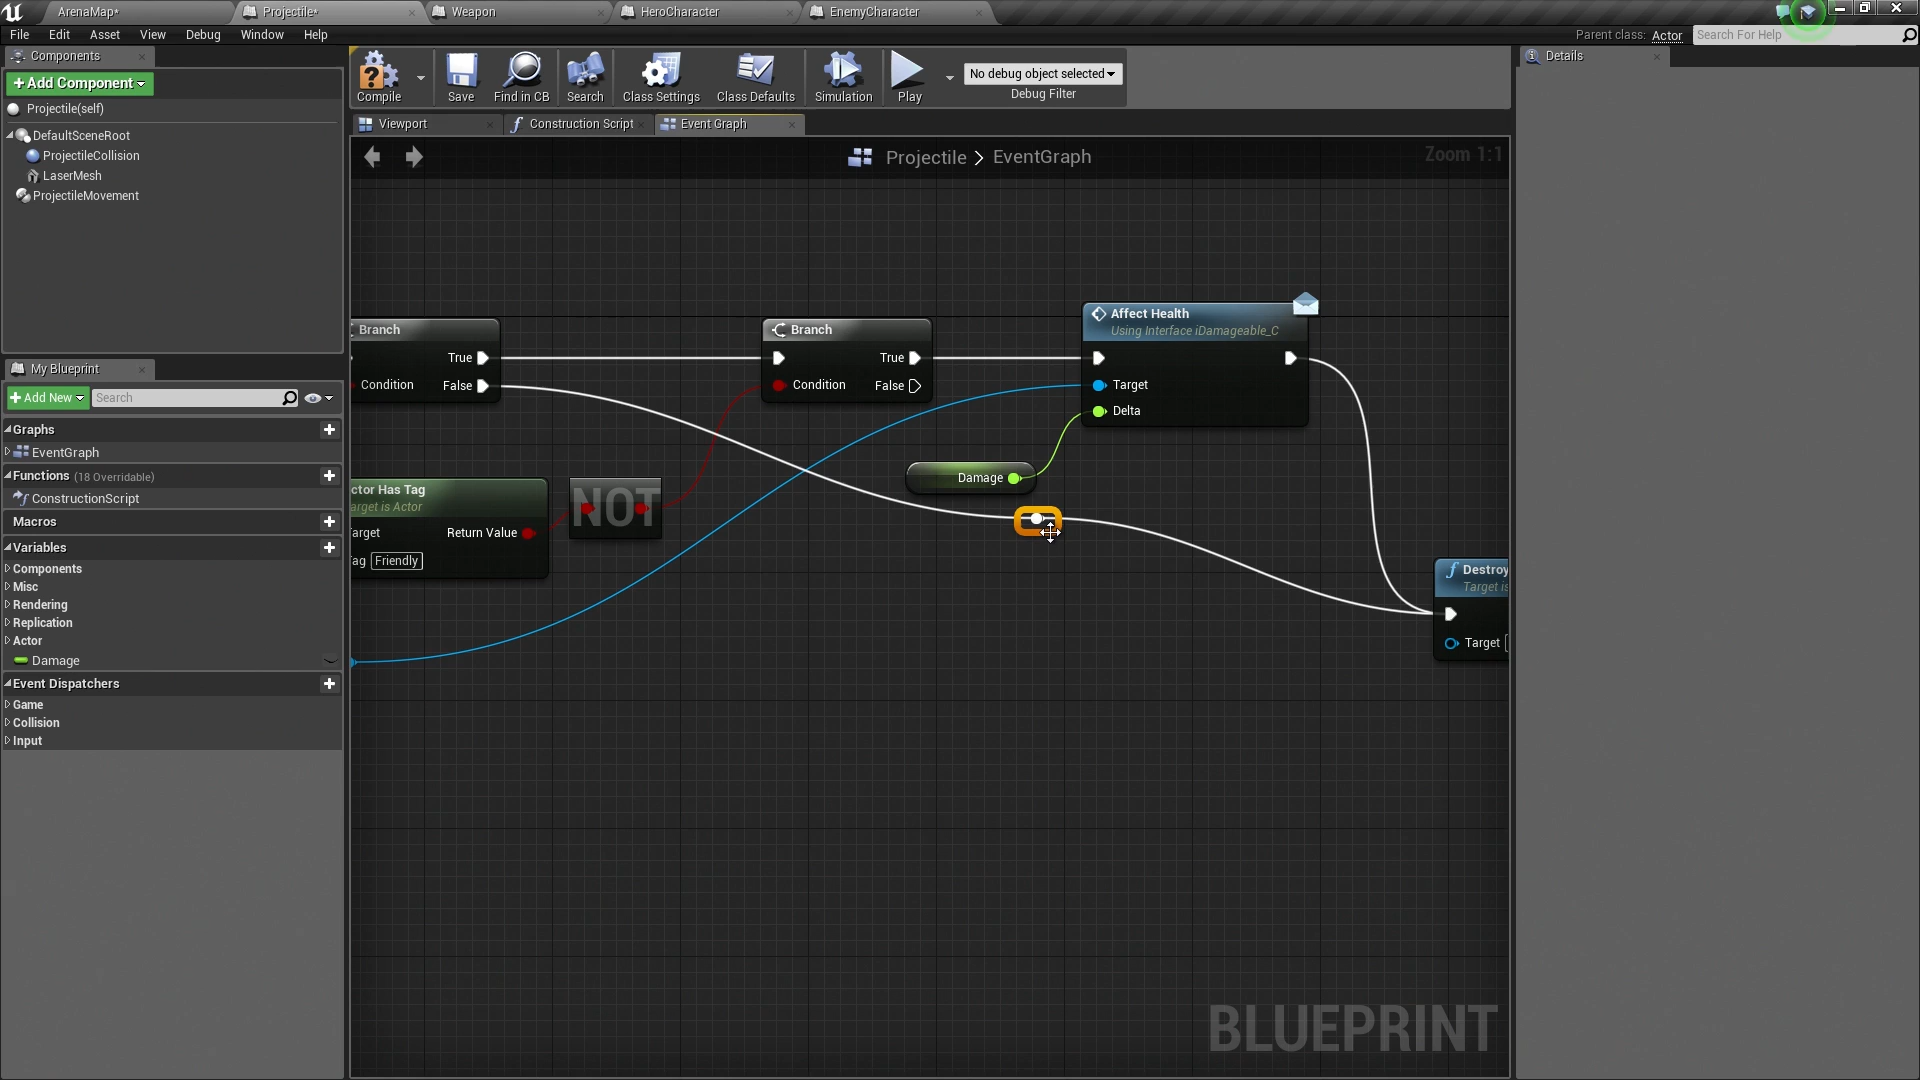 ArenaMap*
Projectile*
Weapon
HeroCharacter
EnemyCharacter
File Edit Asset View Debug Window Help
Parent class: Actor
Search For Help
Components
+Add Component
Projectile(self)
DefaultSceneRoot
ProjectileCollision
LaserMesh
ProjectileMovement
My Blueprint
+Add New
Search
Graphs
EventGraph
Functions (18 Overridable)
ConstructionScript
Macros
Variables
Components
Misc
Rendering
Replication
Actor
Damage
Event Dispatchers
Game
Collision
Input
Compile
Save
Find in CB
Search
Class Settings
Class Defaults
Simulation
Play
No debug object selected
Debug Filter
Viewport
Construction Script
Event Graph
Projectile > EventGraph
Zoom 1:1
Branch
True
Condition False
ctor Has Tag
arget is Actor
arget Return Value
ag Friendly
NOT
Branch
True
Condition False
Affect Health
Using Interface iDamageable_C
Target
Delta
Damage
Destroy
Target is
Target
BLUEPRINT
Details